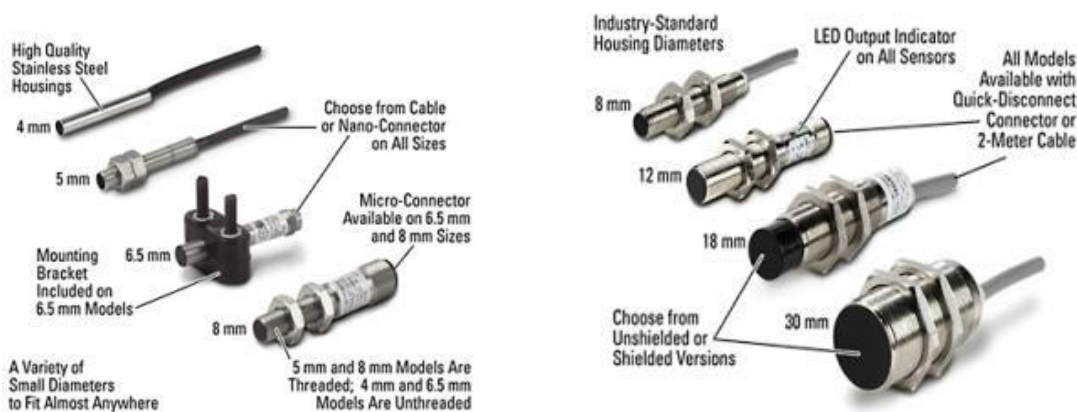 High Quality
Stainless Steel
Housings
4 mm
Choose from Cable
or Nano-Connector
on All Sizes
5 mm
Micro-Connector
Available on 6.5 mm
and 8 mm Sizes
6.5 mm
Mounting
Bracket
Included on
6.5 mm Models
8 mm
A Variety of
Small Diameters
to Fit Almost Anywhere
5 mm and 8 mm Models Are
Threaded; 4 mm and 6.5 mm
Models Are Unthreaded
Industry-Standard
Housing Diameters
LED Output Indicator
on All Sensors
All Models
Available with
Quick-Disconnect
Connector or
2-Meter Cable
8 mm
12 mm
18 mm
Choose from
Unshielded or
Shielded Versions
30 mm